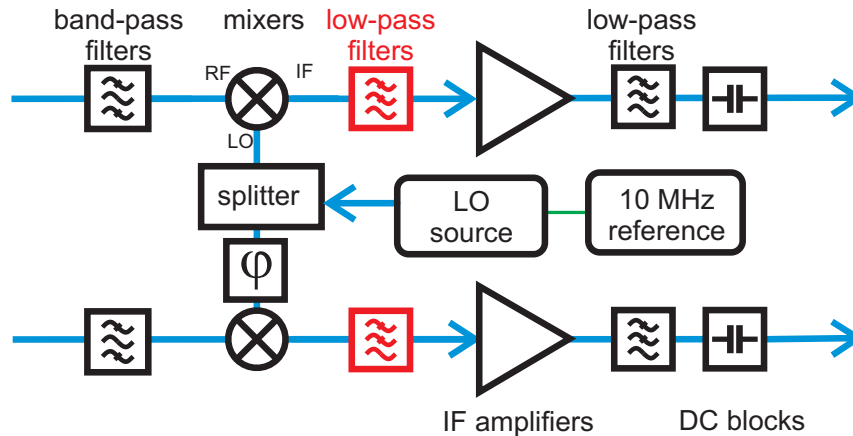 band-pass
filters
mixers
low-pass
filters
low-pass
filters
RF
IF
LO
splitter
LO
source
10 MHz
reference
φ
IF amplifiers
DC blocks